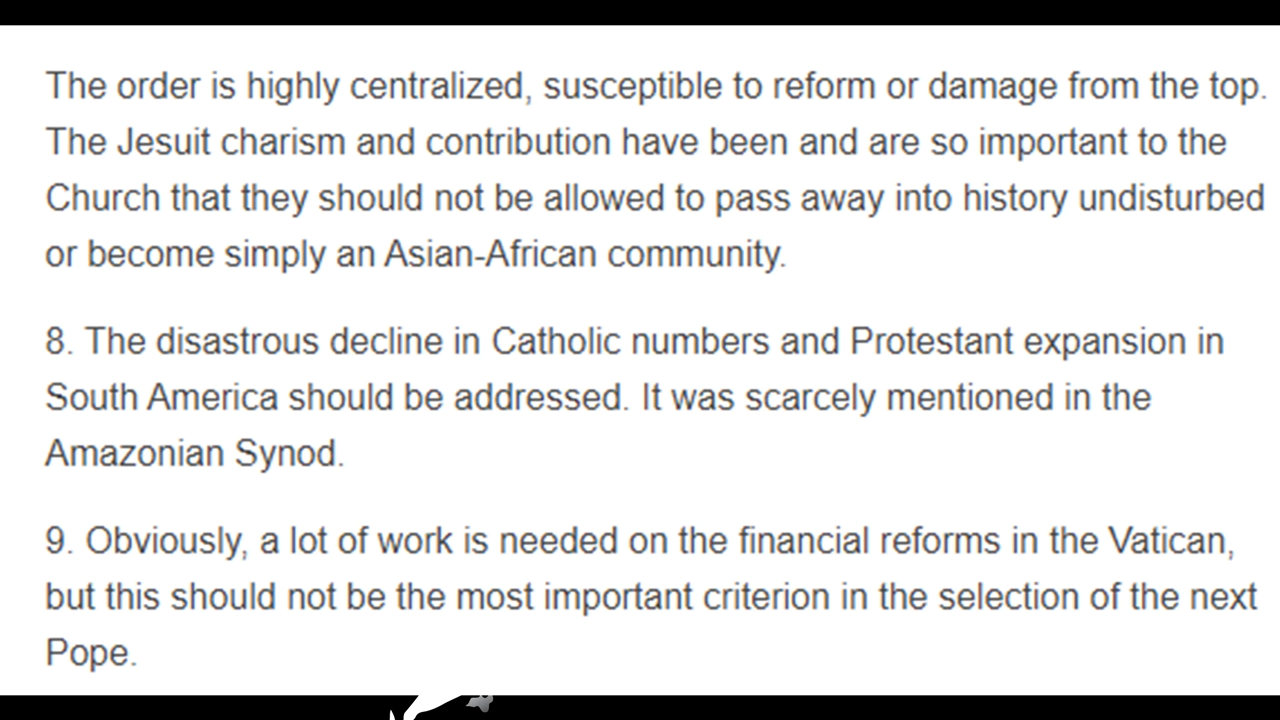 The order is highly centralized, susceptible to reform or damage from the top.
The Jesuit charism and contribution have been and are so important to the
Church that they should not be allowed to pass away into history undisturbed
or become simply an Asian-African community.
8. The disastrous decline in Catholic numbers and Protestant expansion in
South America should be addressed. It was scarcely mentioned in the
Amazonian Synod.
9. Obviously, a lot of work is needed on the financial reforms in the Vatican,
but this should not be the most important criterion in the selection of the next
Pope.